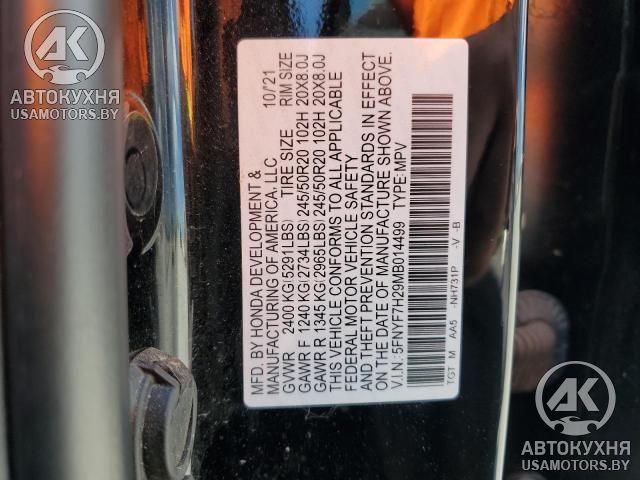 AK
АВТОКУХНЯ
USAMOTORS.BY
MFD. BY HONDA DEVELOPMENT & 10/'21
MANUFACTURING OF AMERICA, LLC
GVWR 2400 KG(5291LBS) TIRE SIZE RIM SIZE
GAWR F 1240 KG(2734LBS) 245/50R20 102H 20X8.0J
GAWR R 1345 KG(2965LBS) 245/50R20 102H 20X8.0J
THIS VEHICLE CONFORMS TO ALL APPLICABLE
FEDERAL MOTOR VEHICLE SAFETY
AND THEFT PREVENTION STANDARDS IN EFFECT
ON THE DATE OF MANUFACTURE SHOWN ABOVE.
V.I.N.: 5FNYF7H29MB014499 TYPE: MPV
TGT M AA5 -NH731P -V -B
AK
АВТОКУХНЯ
USAMOTORS.BY